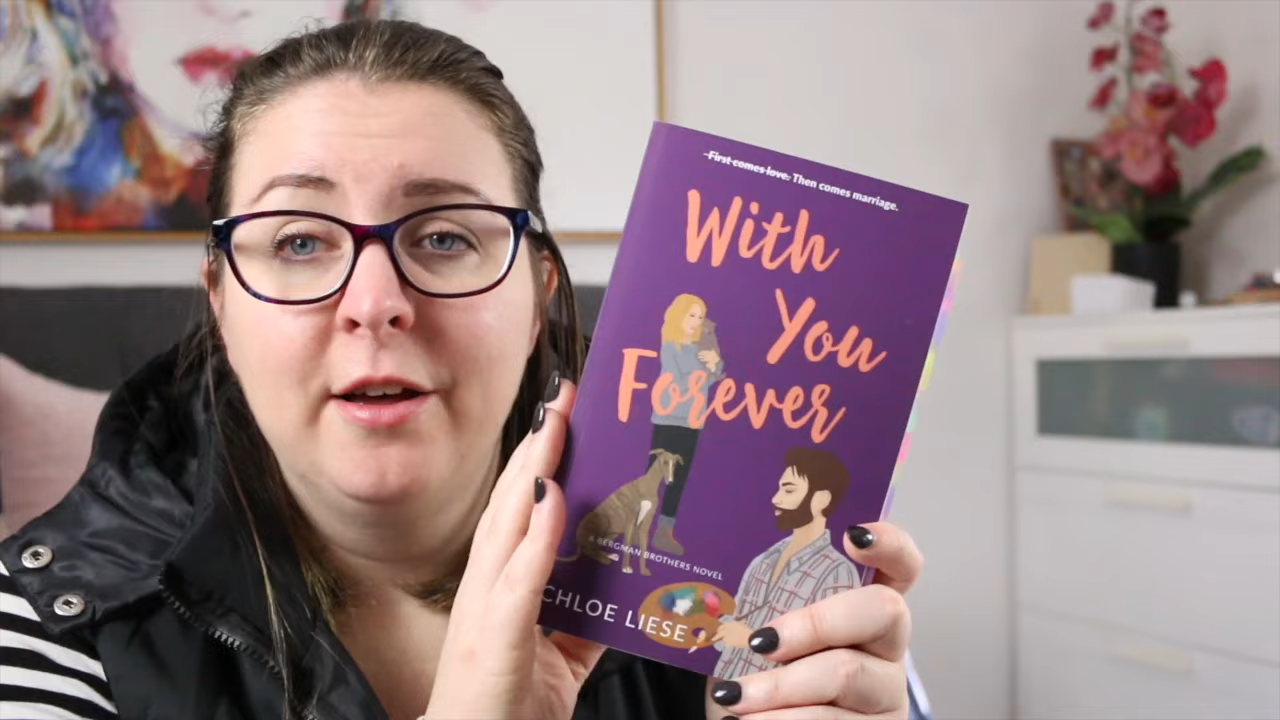 First comes love. Then comes marriage.
With
You
Forever
A BERGMAN BROTHERS NOVEL
CHLOE LIESE